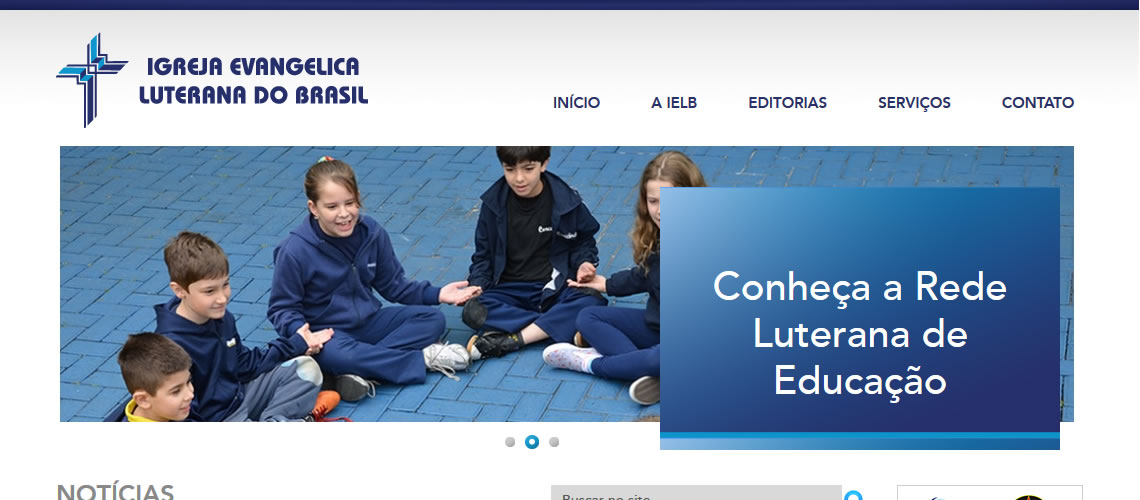 IGREJA EVANGELICA
LUTERANA DO BRASIL
INÍCIO A IELB EDITORIAS SERVIÇOS CONTATO
Conheça a Rede
Luterana de
Educação
NOTÍCIAS
Buscar no site